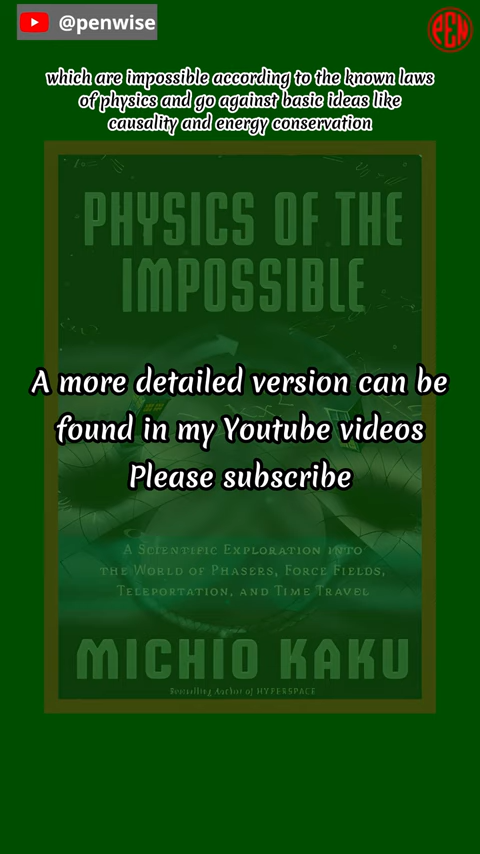 @penwise
PEN
which are impossible according to the known laws
of physics and go against basic ideas like
causality and energy conservation
PHYSICS OF THE
IMPOSSIBLE
A more detailed version can be
found in my Youtube videos
Please subscribe
A Scientific Exploration into
the World of Phasers, Force Fields,
Teleportation, and Time Travel
MICHIO KAKU
Bestselling Author of HYPERSPACE